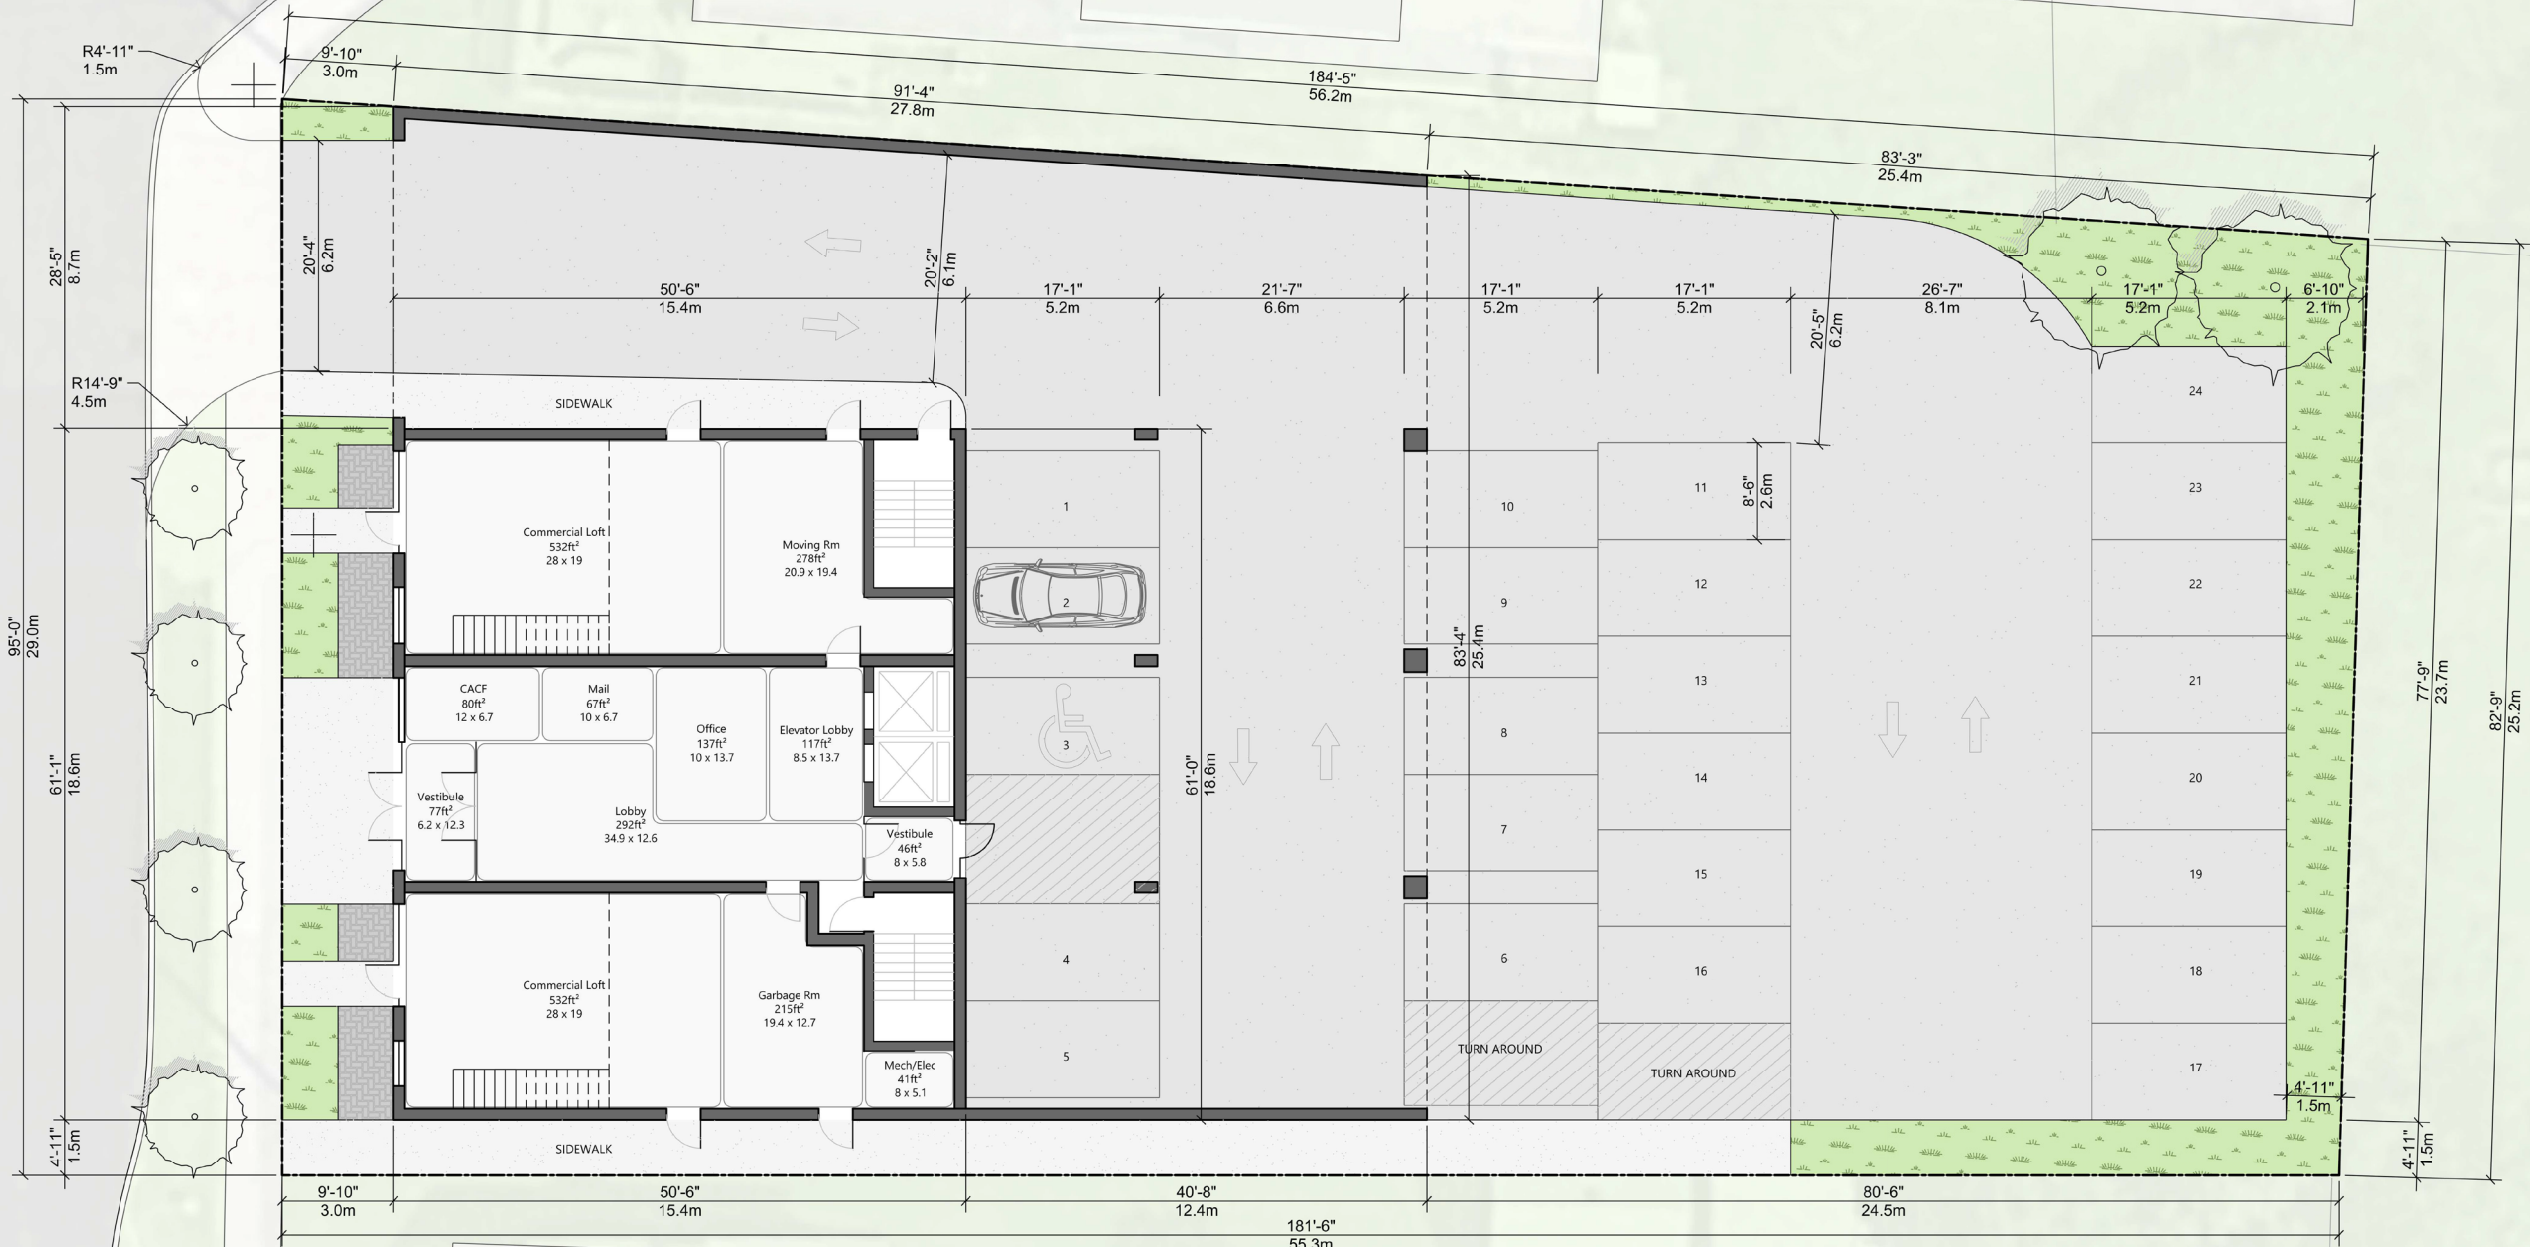 R4'-11"
1.5m
9'-10"
3.0m
184'-5"
56.2m
91'-4"
27.8m
83'-3"
25.4m
28'-5"
8.7m
20'-4"
6.2m
20'-2"
6.1m
50'-6"
15.4m
17'-1"
5.2m
21'-7"
6.6m
17'-1"
5.2m
17'-1"
5.2m
20'-5"
6.2m
26'-7"
8.1m
17'-1"
5.2m
6'-10"
2.1m
R14'-9"
4.5m
SIDEWALK
24
23
22
21
20
19
18
17
95'-0"
29.0m
61'-1"
18.6m
4'-11"
1.5m
Commercial Loft
532ft²
28 x 19
Moving Rm
278ft²
20.9 x 19.4
CACF
80ft²
12 x 6.7
Mail
67ft²
10 x 6.7
Office
137ft²
10 x 13.7
Elevator Lobby
117ft²
8.5 x 13.7
Vestibule
77ft²
6.2 x 12.3
Lobby
292ft²
34.9 x 12.6
Vestibule
46ft²
8 x 5.8
Commercial Loft
532ft²
28 x 19
Garbage Rm
215ft²
19.4 x 12.7
Mech/Elec
41ft²
8 x 5.1
1
2
3
4
5
61'-0"
18.6m
10
9
8
7
6
TURN AROUND
83'-4"
25.4m
11
12
13
14
15
16
TURN AROUND
8'-6"
2.6m
77'-9"
23.7m
82'-9"
25.2m
4'-11"
1.5m
4'-11"
1.5m
SIDEWALK
9'-10"
3.0m
50'-6"
15.4m
40'-8"
12.4m
80'-6"
24.5m
181'-6"
55.3m